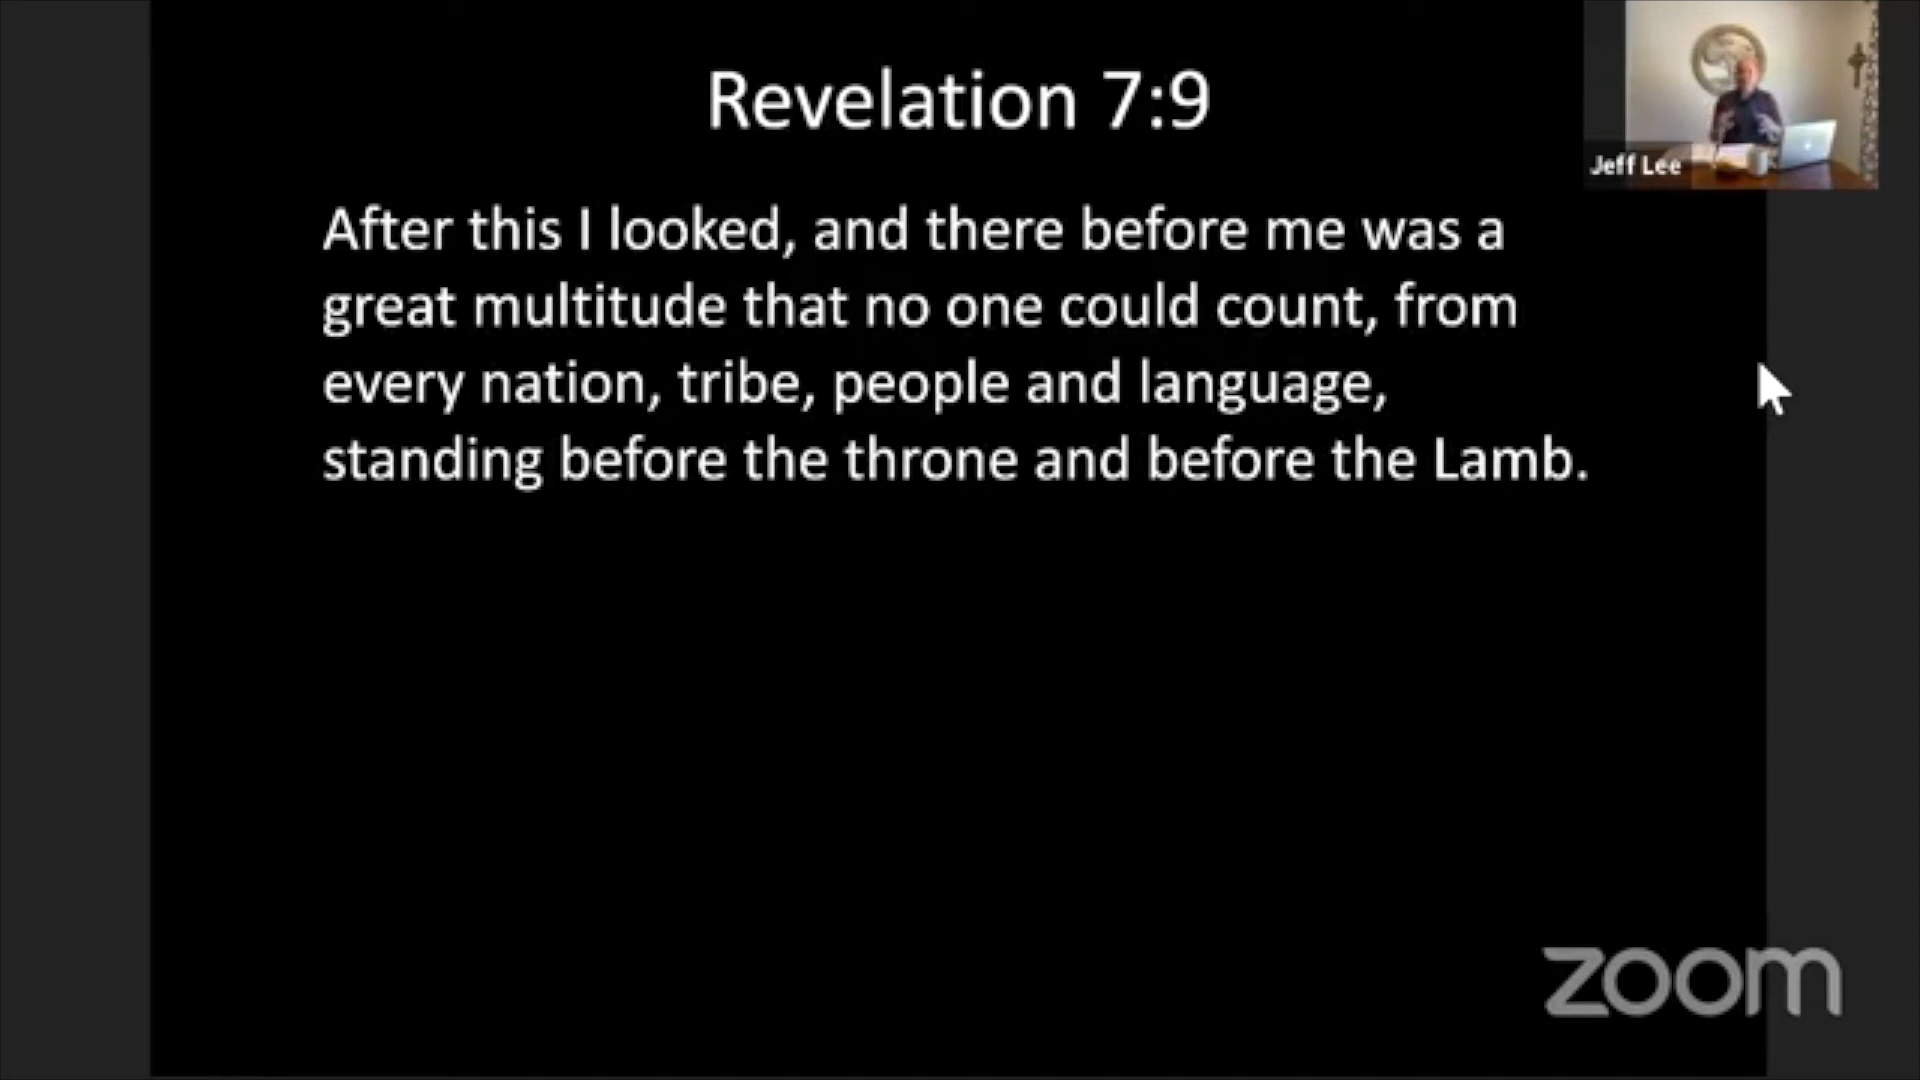 Revelation 7:9
Jeff Lee
After this I looked, and there before me was a
great multitude that no one could count, from
every nation, tribe, people and language,
standing before the throne and before the Lamb.
zoom